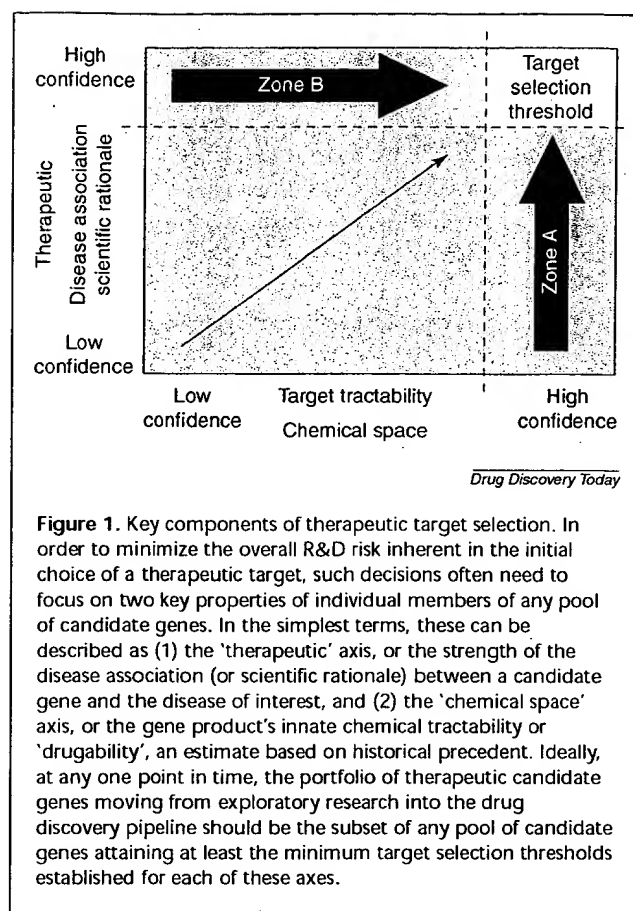 High
confidence
Zone B
Target
selection
threshold
Therapeutic
Disease association
scientific rationale
Zone A
Low
confidence
Low
confidence
Target tractability
Chemical space
High
confidence
Drug Discovery Today
Figure 1. Key components of therapeutic target selection. In
order to minimize the overall R&D risk inherent in the initial
choice of a therapeutic target, such decisions often need to
focus on two key properties of individual members of any pool
of candidate genes. In the simplest terms, these can be
described as (1) the 'therapeutic' axis, or the strength of the
disease association (or scientific rationale) between a candidate
gene and the disease of interest, and (2) the 'chemical space'
axis, or the gene product's innate chemical tractability or
'drugability', an estimate based on historical precedent. Ideally,
at any one point in time, the portfolio of therapeutic candidate
genes moving from exploratory research into the drug
discovery pipeline should be the subset of any pool of candidate
genes attaining at least the minimum target selection thresholds
established for each of these axes.